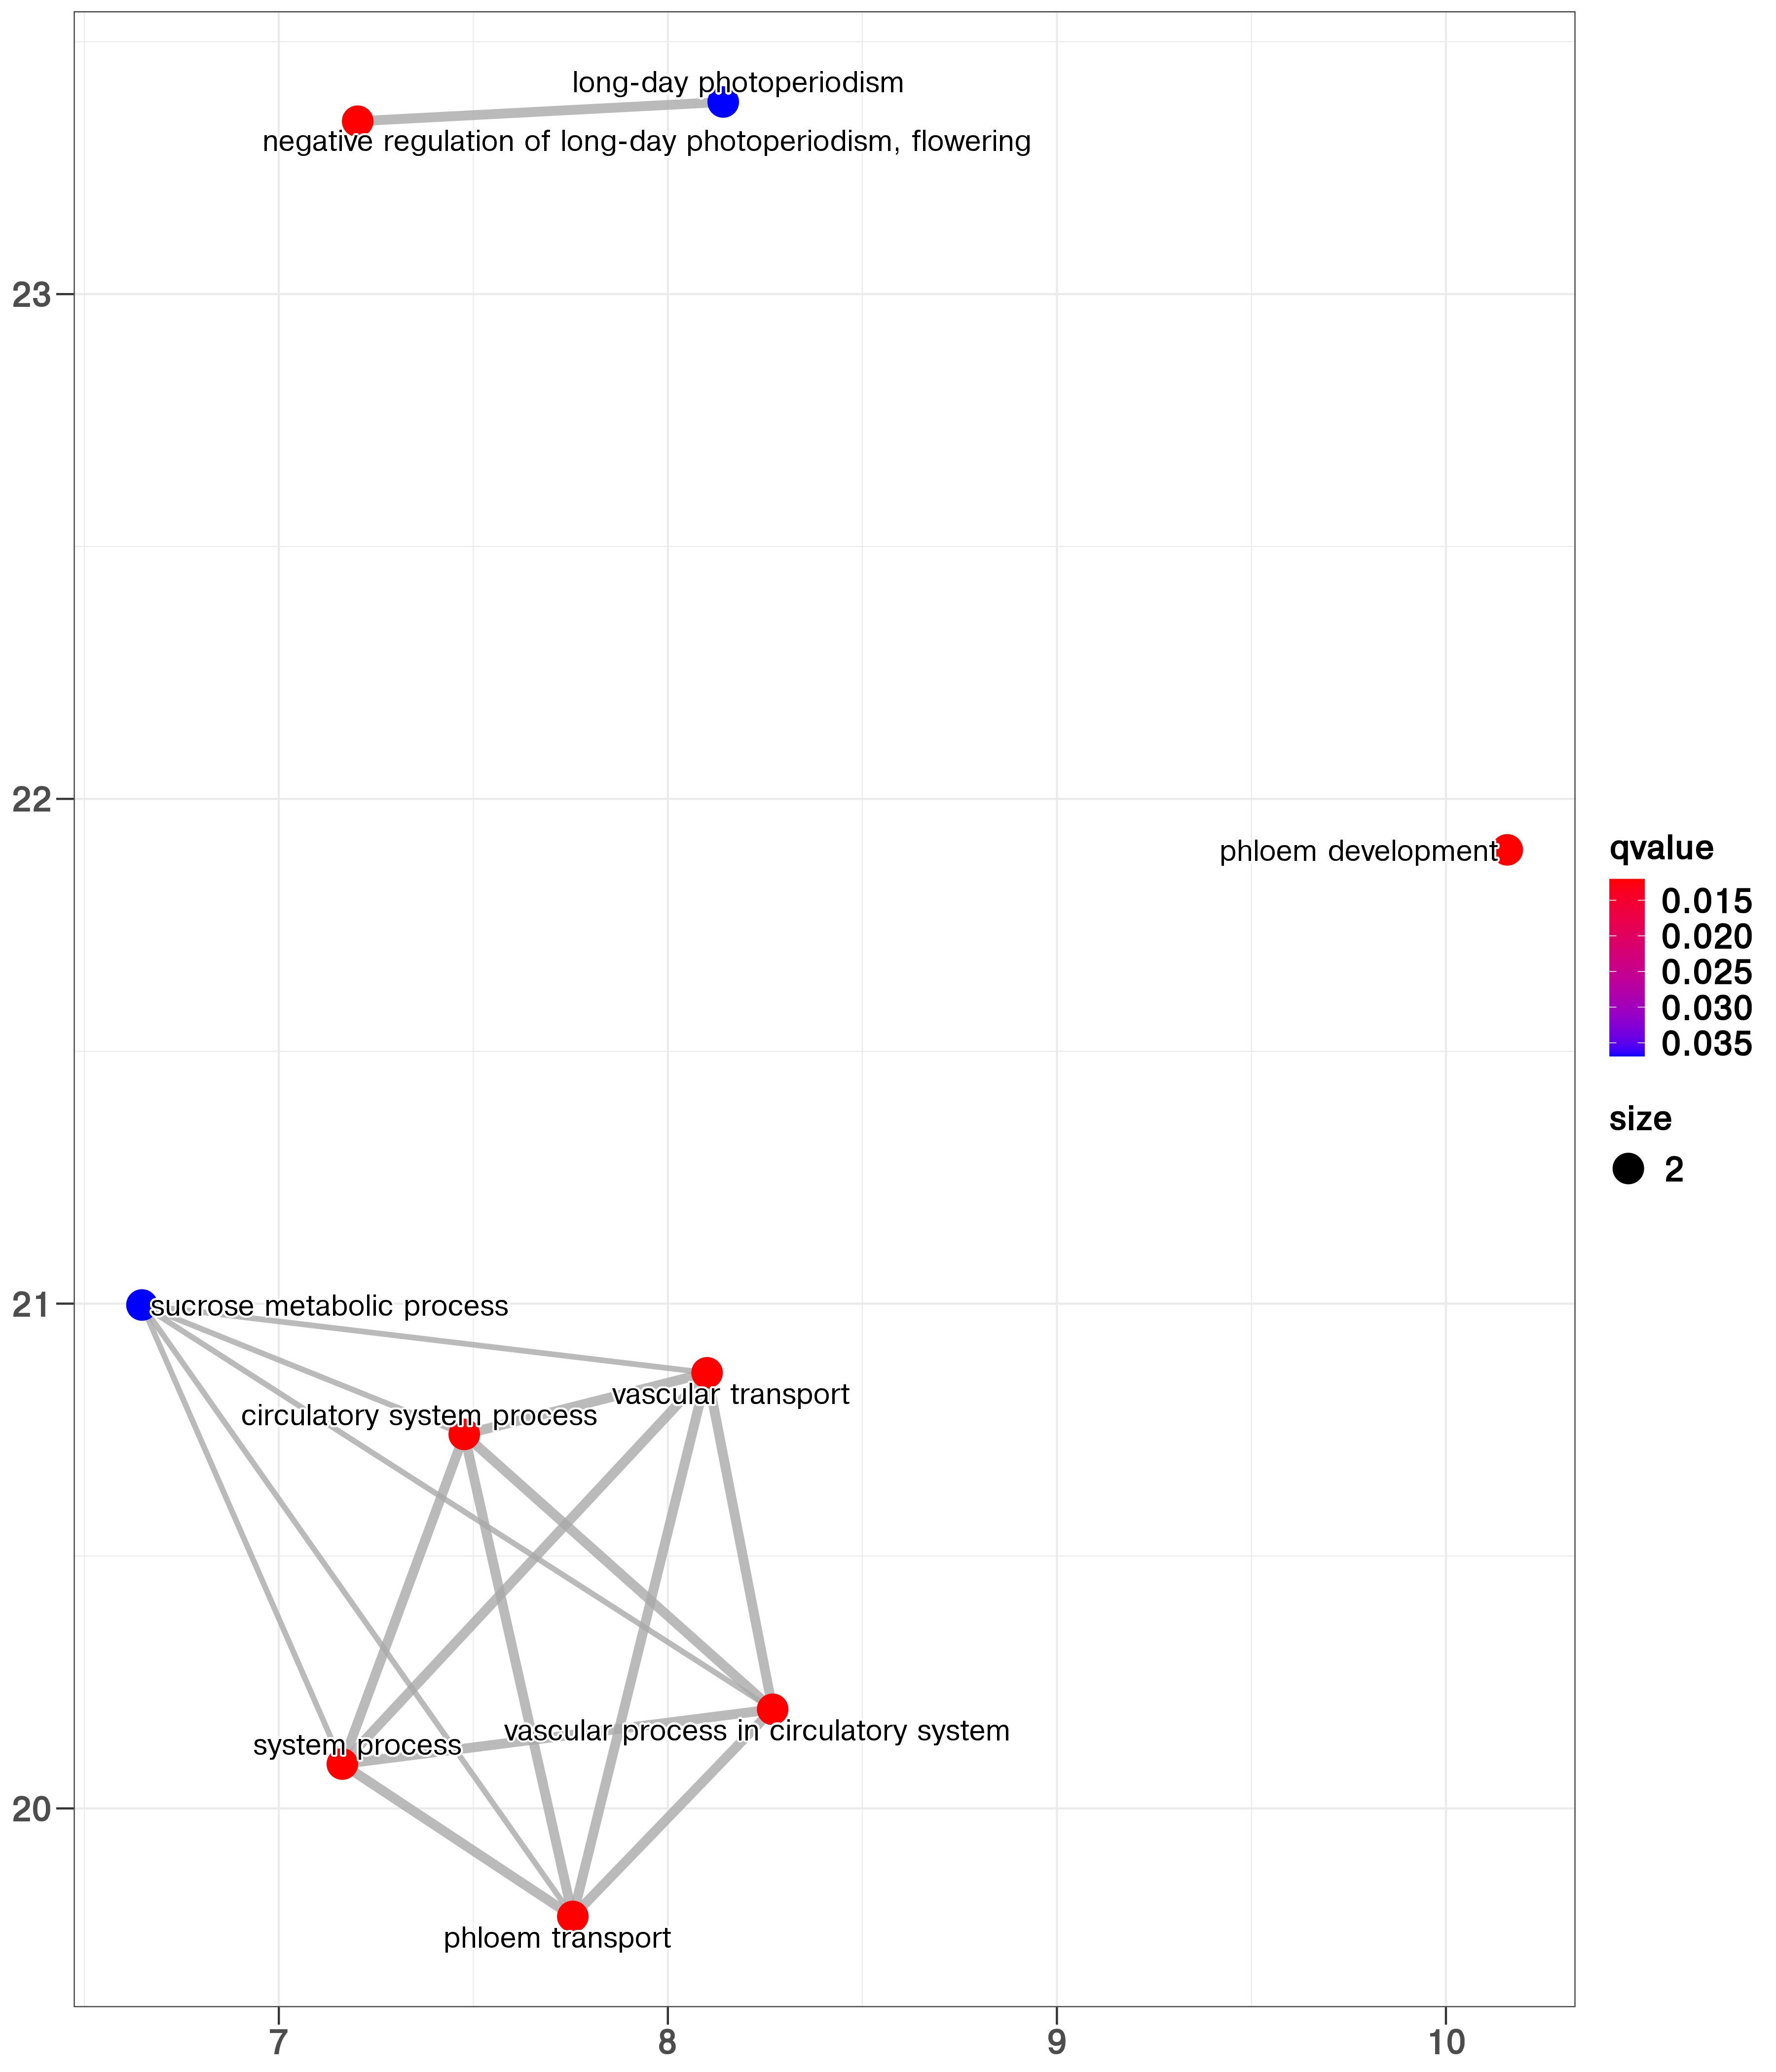 long-day photoperiodism
negative regulation of long-day photoperiodism, flowering
23
22
phloem development
qvalue
0.015
0.020
0.025
0.030
0.035
size
2
21
sucrose metabolic process
vascular transport
circulatory system process
vascular process in circulatory system
system process
20
phloem transport
7
8
9
10